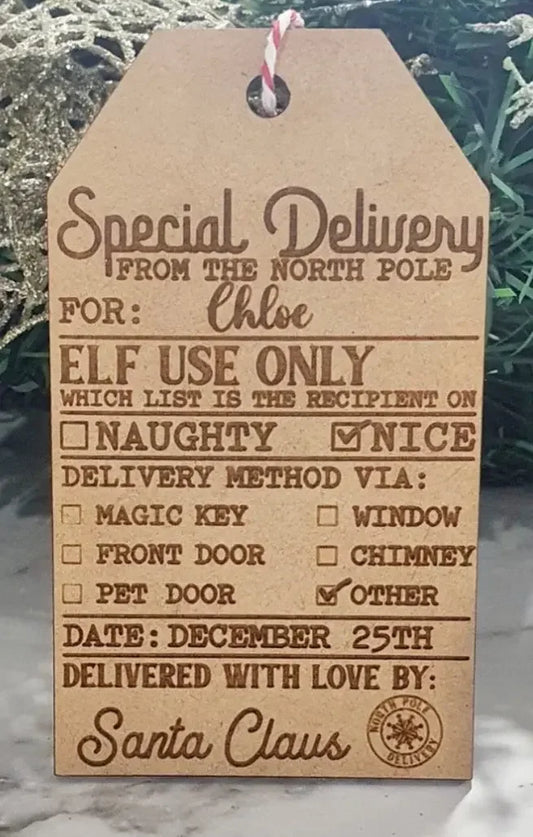 Special Delivery
FROM THE NORTH POLE
FOR: Chloe
ELF USE ONLY
WHICH LIST IS THE RECIPIENT ON
☐ NAUGHTY ☑ NICE
DELIVERY METHOD VIA:
☐ MAGIC KEY ☐ WINDOW
☐ FRONT DOOR ☐ CHIMNEY
☐ PET DOOR ☑ OTHER
DATE: DECEMBER 25TH
DELIVERED WITH LOVE BY:
Santa Claus
NORTH POLE
DELIVERY